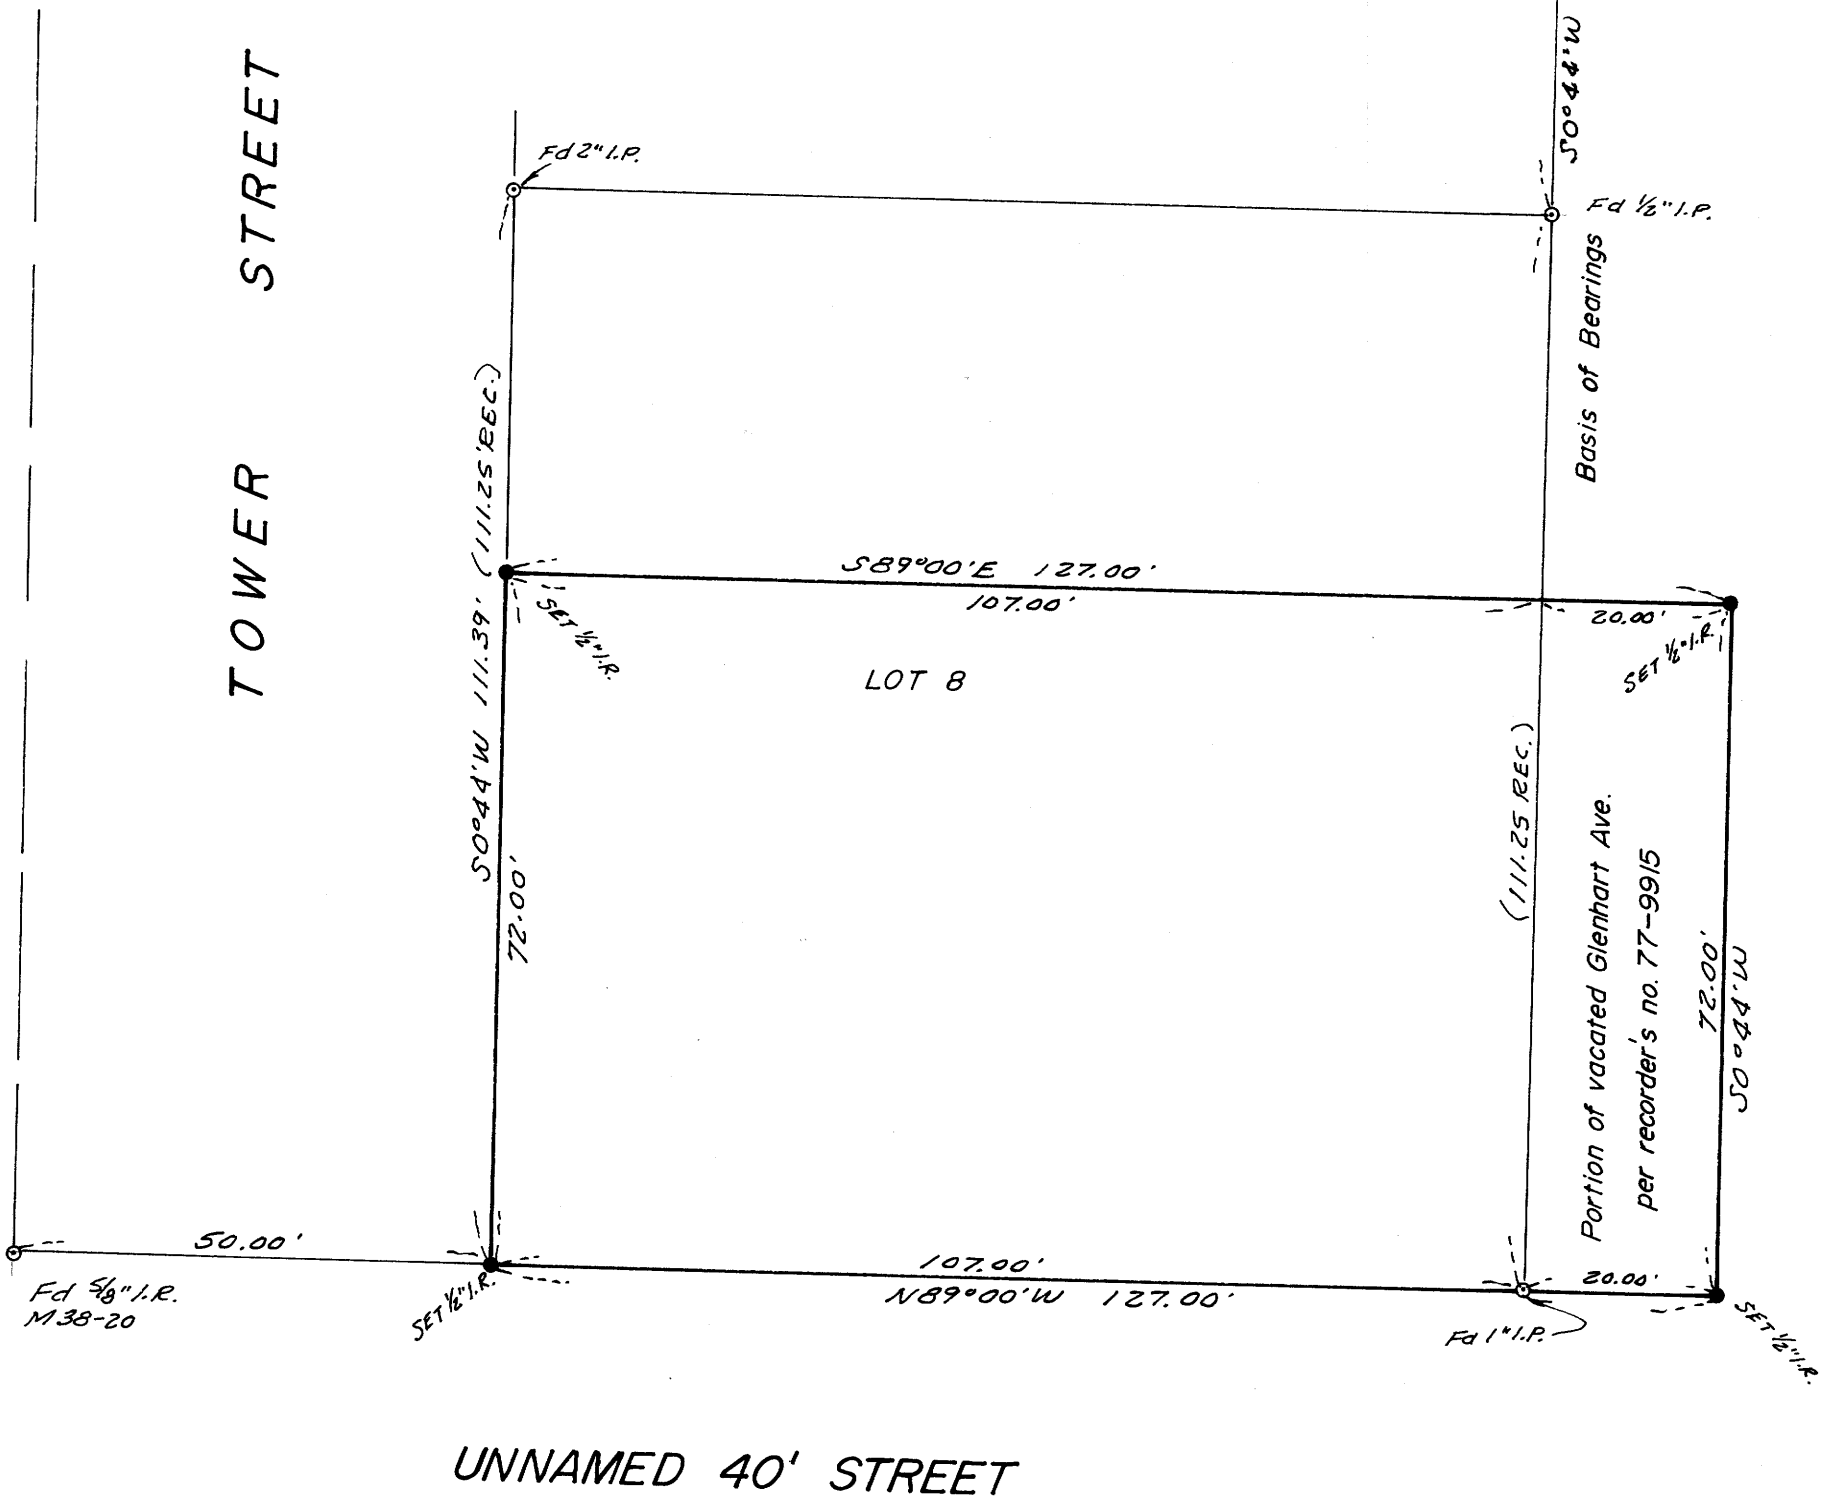 S0°44'W
Fd 2" I.P.
Fd 1/2" I.P.
Basis of Bearings
TOWER STREET
S0°44'W 111.39' (111.25' REC.)
S89°00'E 127.00'
107.00'
20.00'
SET 1/2" I.R.
SET 1/2" I.R.
LOT 8
72.00'
(111.25 REC.)
Portion of vacated Glenhart Ave.
per recorder's no. 77-9915
72.00'
S0°44'W
50.00'
107.00'
20.00'
N89°00'W 127.00'
Fd 5/8" I.R.
M38-20
SET 1/2" I.R.
Fd 1" I.P.
SET 1/2" I.R.
UNNAMED 40' STREET